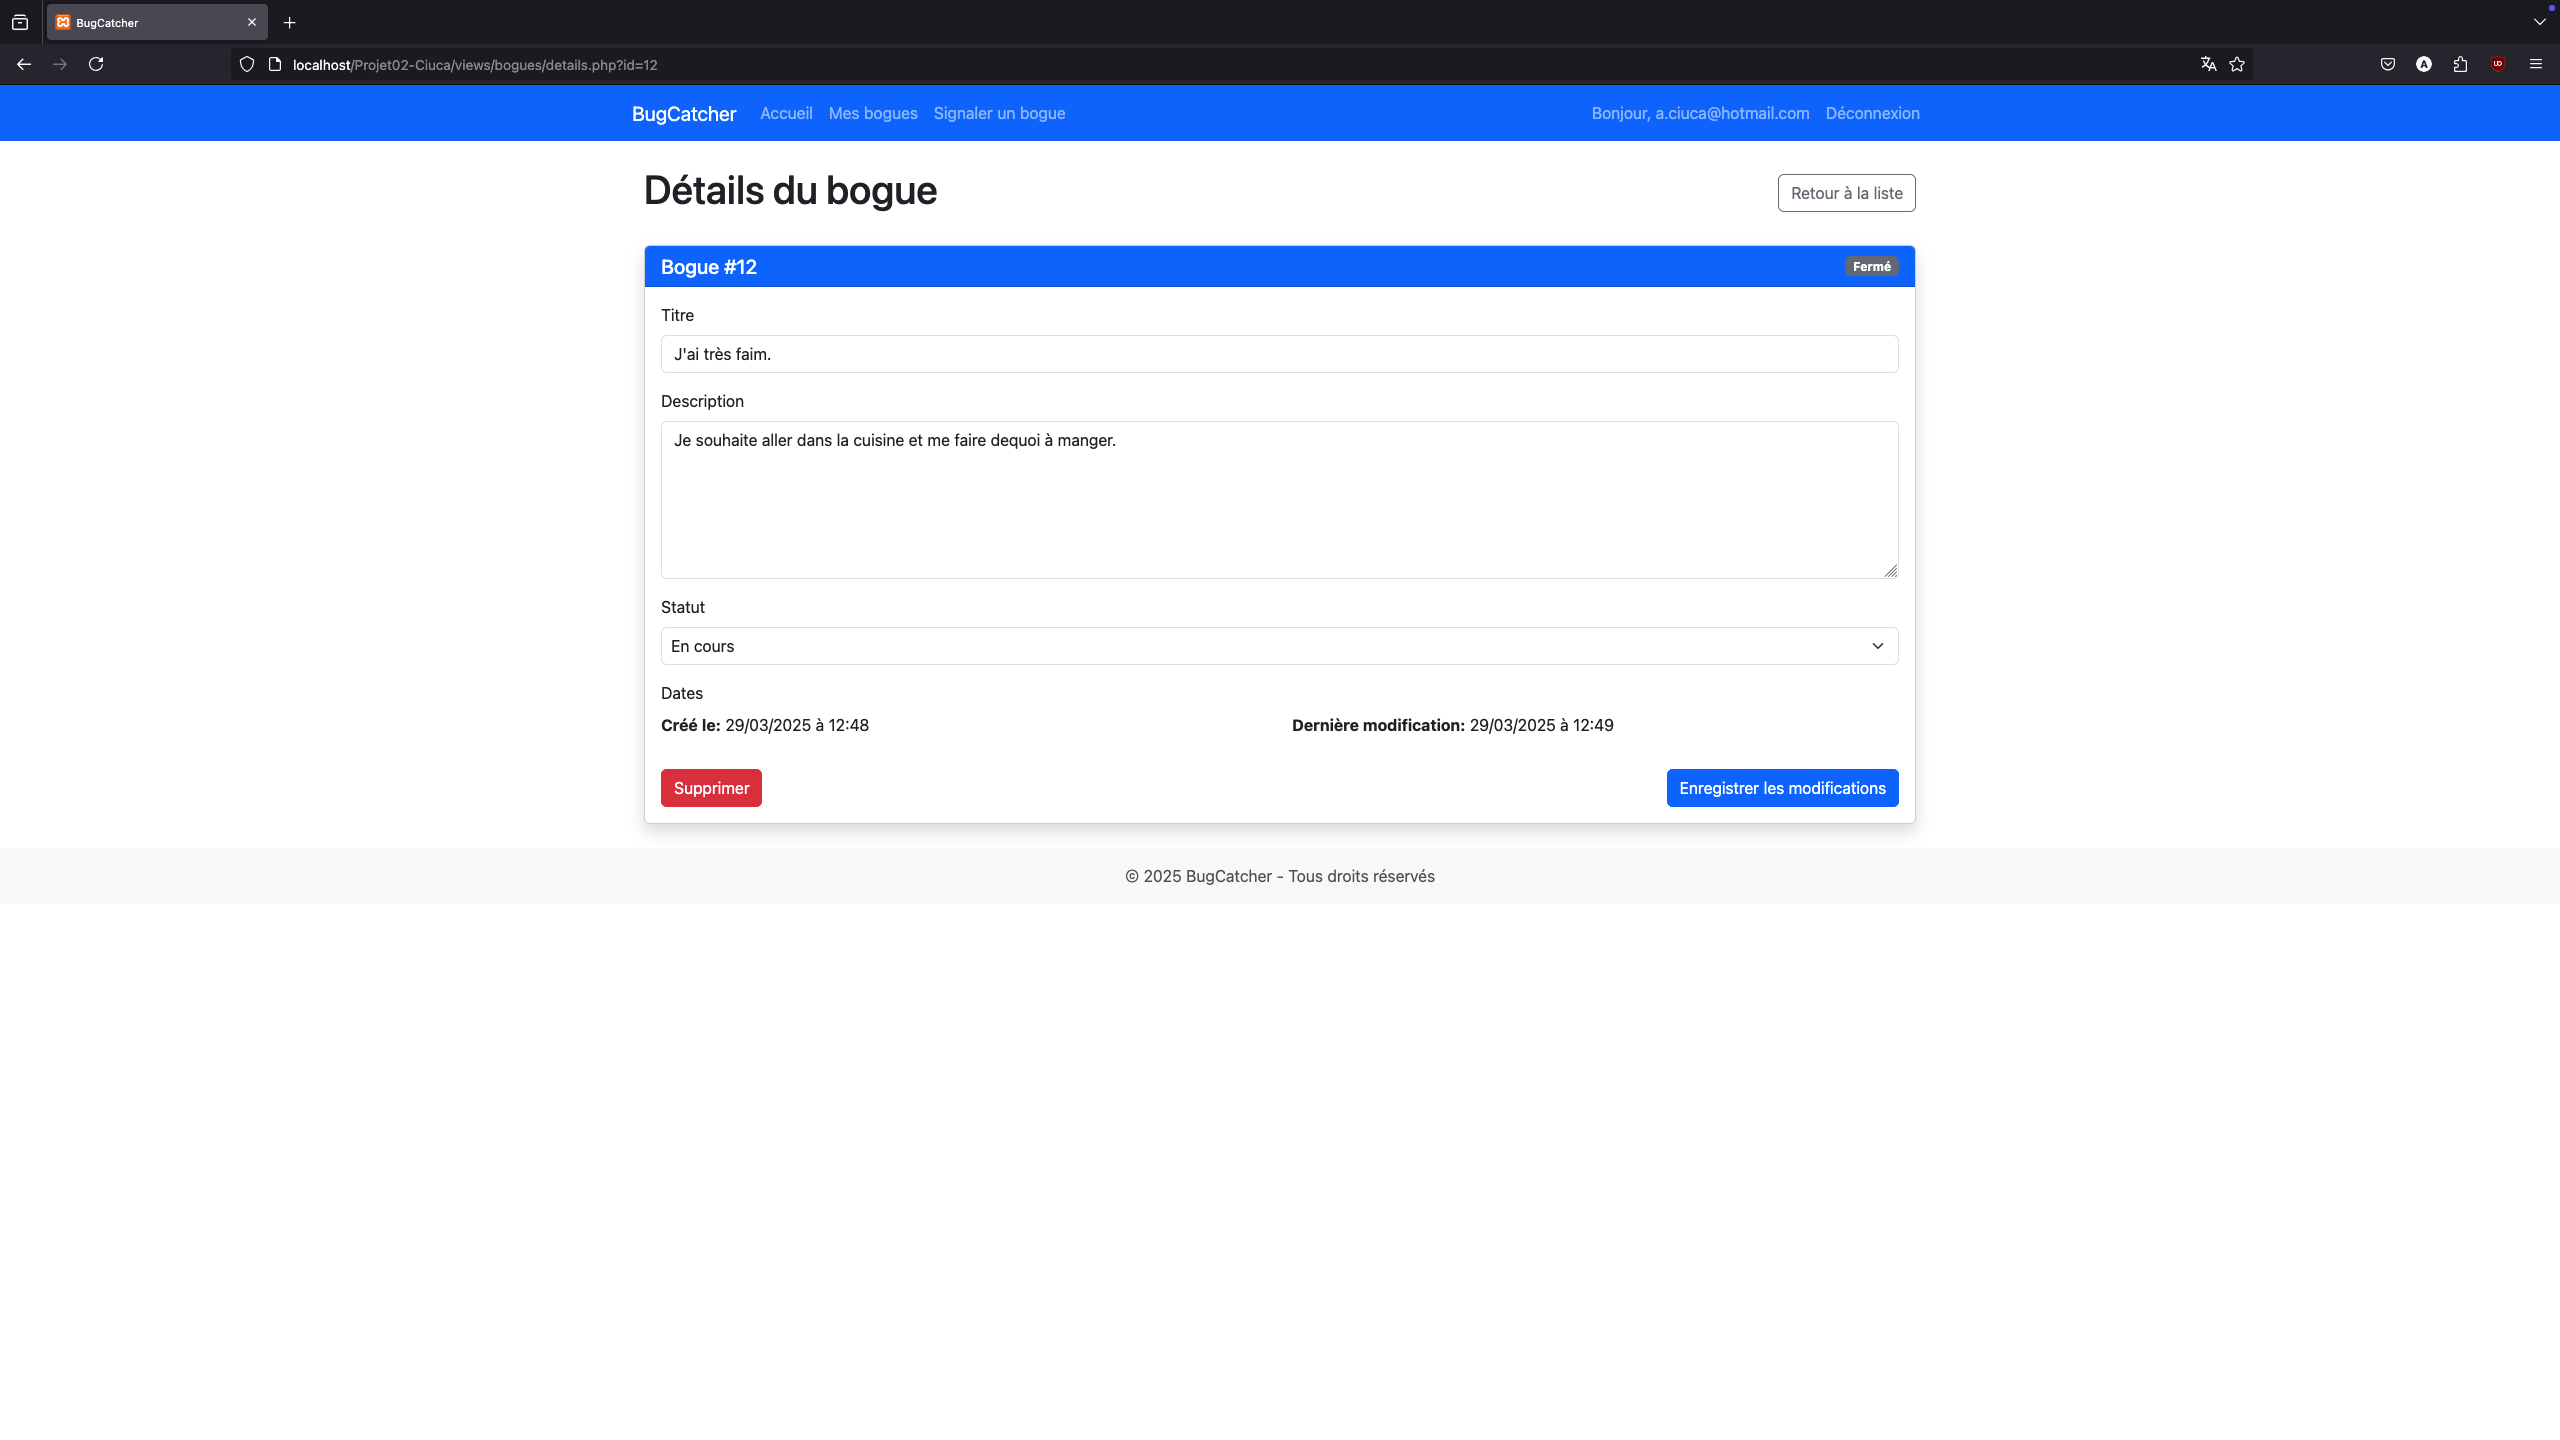 BugCatcher
localhost/Projet02-Ciuca/views/bogues/details.php?id=12
BugCatcher Accueil Mes bogues Signaler un bogue Bonjour, a.ciuca@hotmail.com Déconnexion
Détails du bogue Retour à la liste
Bogue #12 Fermé
Titre
J'ai très faim.
Description
Je souhaite aller dans la cuisine et me faire dequoi à manger.
Statut
En cours
Dates
Créé le: 29/03/2025 à 12:48 Dernière modification: 29/03/2025 à 12:49
Supprimer Enregistrer les modifications
© 2025 BugCatcher - Tous droits réservés